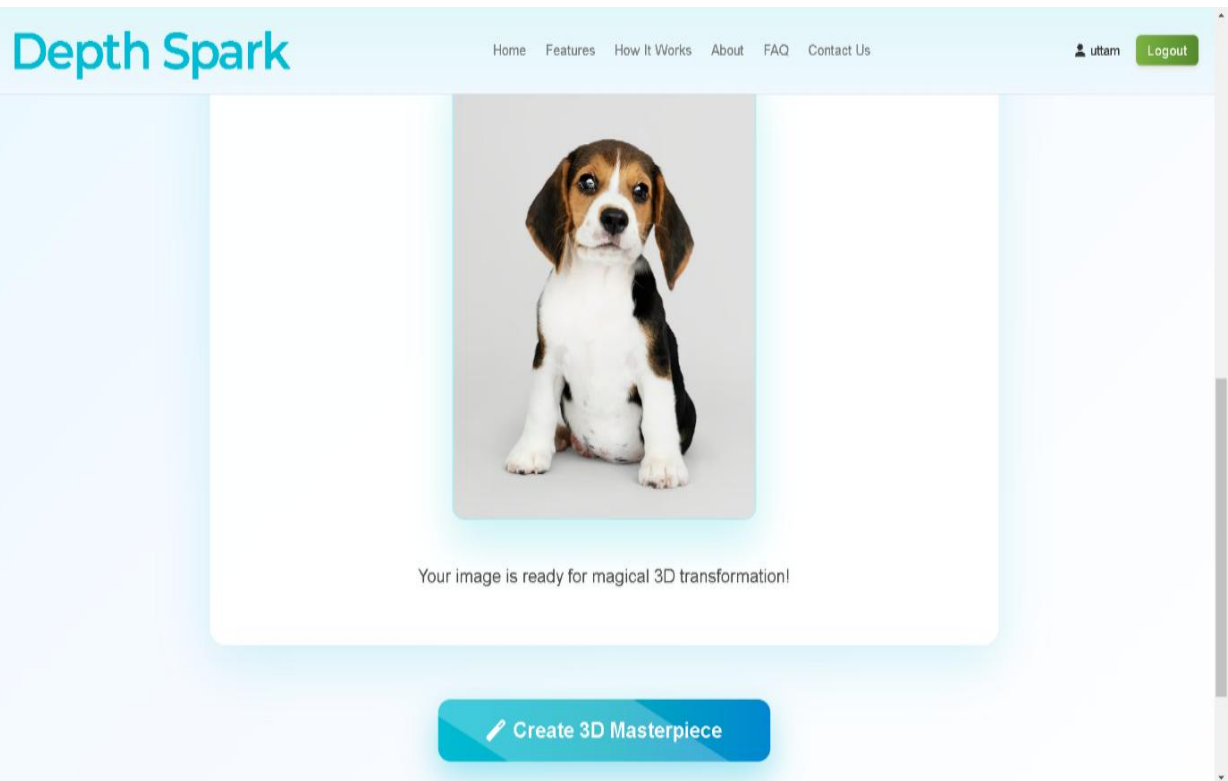 Depth Spark
Home Features How It Works About FAQ Contact Us
uttam
Logout
Your image is ready for magical 3D transformation!
Create 3D Masterpiece